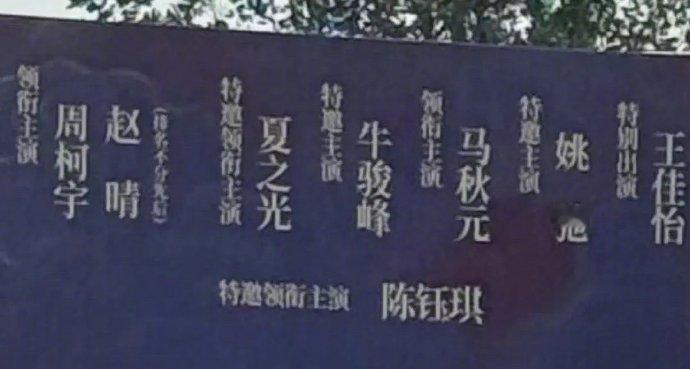 领衔主演
周柯宇
赵晴
(排名不分先后)
特邀领衔主演
夏之光
特邀主演
牛骏峰
领衔主演
马秋元
特邀主演
姚弛
特别出演
王佳怡
特邀领衔主演 陈钰琪